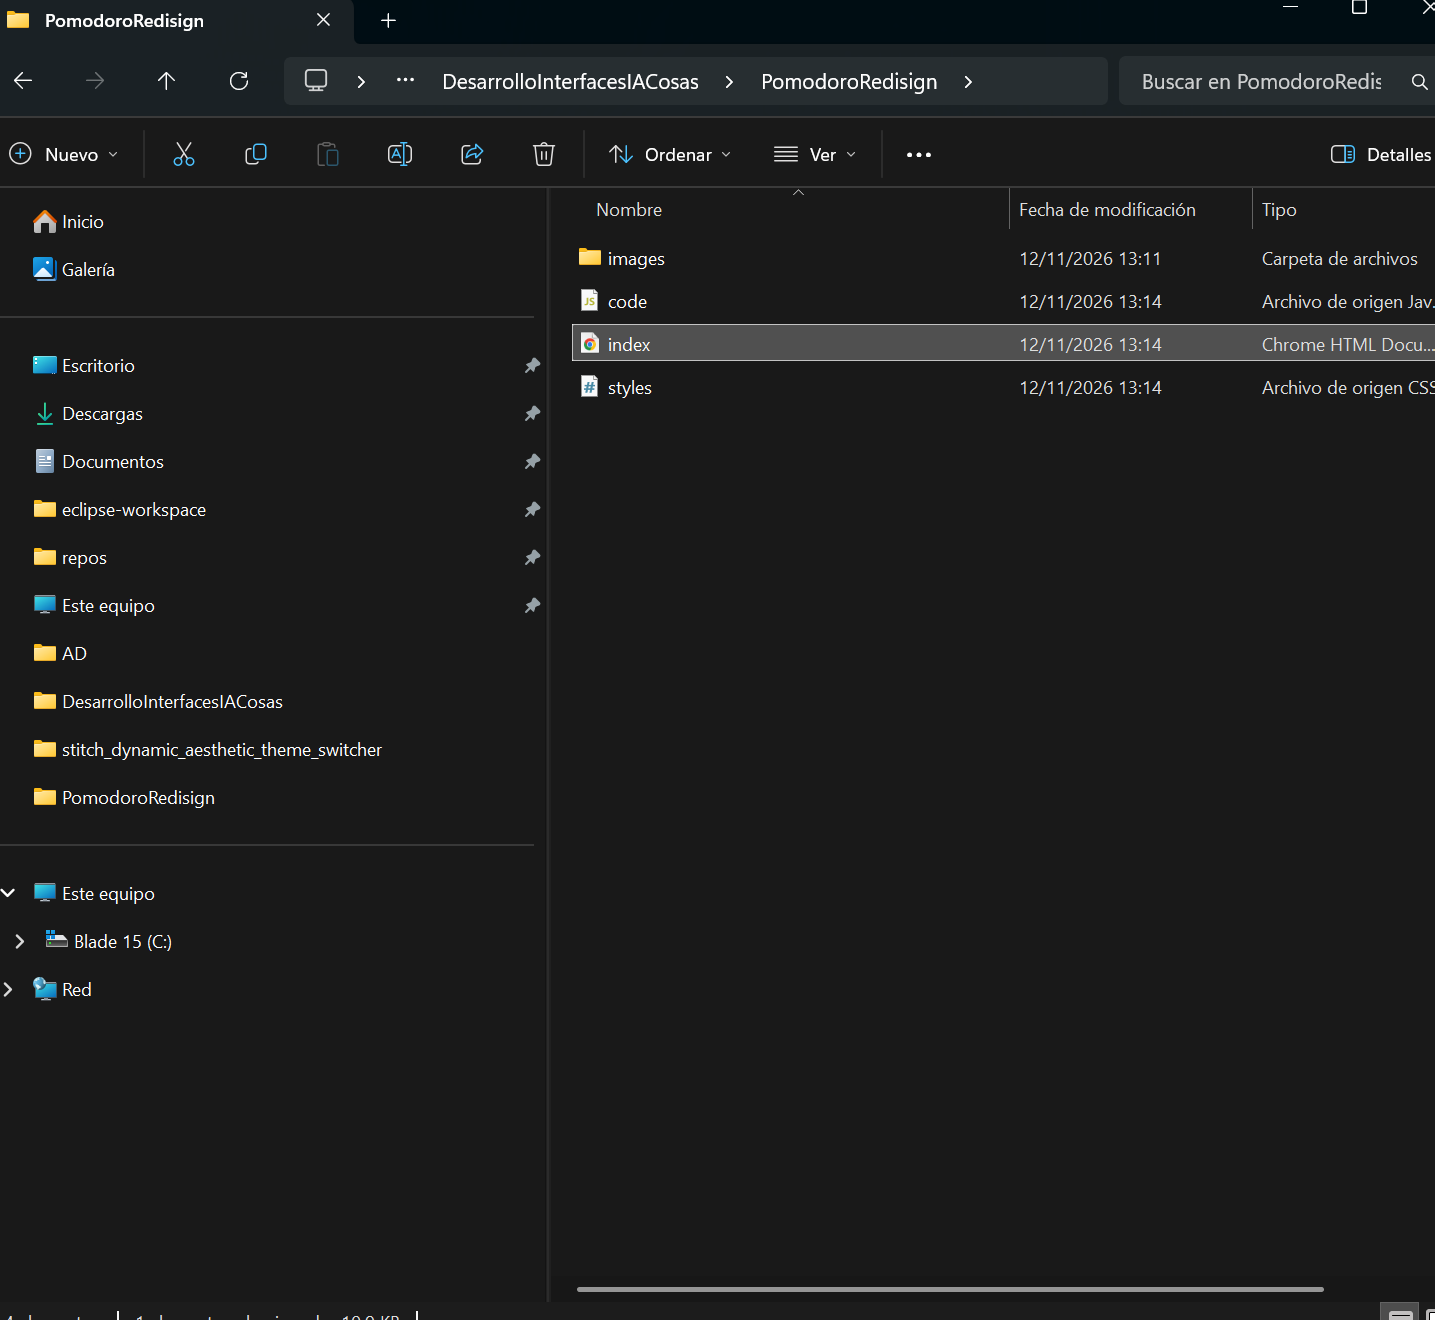 PomodoroRedisign
DesarrolloInterfacesIACosas
PomodoroRedisign
Buscar en PomodoroRedis
Nuevo
Ordenar
Ver
Detalles
Nombre
Fecha de modificación
Tipo
images 12/11/2026 13:11 Carpeta de archivos
JS code 12/11/2026 13:14 Archivo de origen Jav.
index 12/11/2026 13:14 Chrome HTML Docu...
# styles 12/11/2026 13:14 Archivo de origen CSS
Inicio
Galería
Escritorio
Descargas
Documentos
eclipse-workspace
repos
Este equipo
AD
DesarrolloInterfacesIACosas
stitch_dynamic_aesthetic_theme_switcher
PomodoroRedisign
Este equipo
Blade 15 (C:)
Red